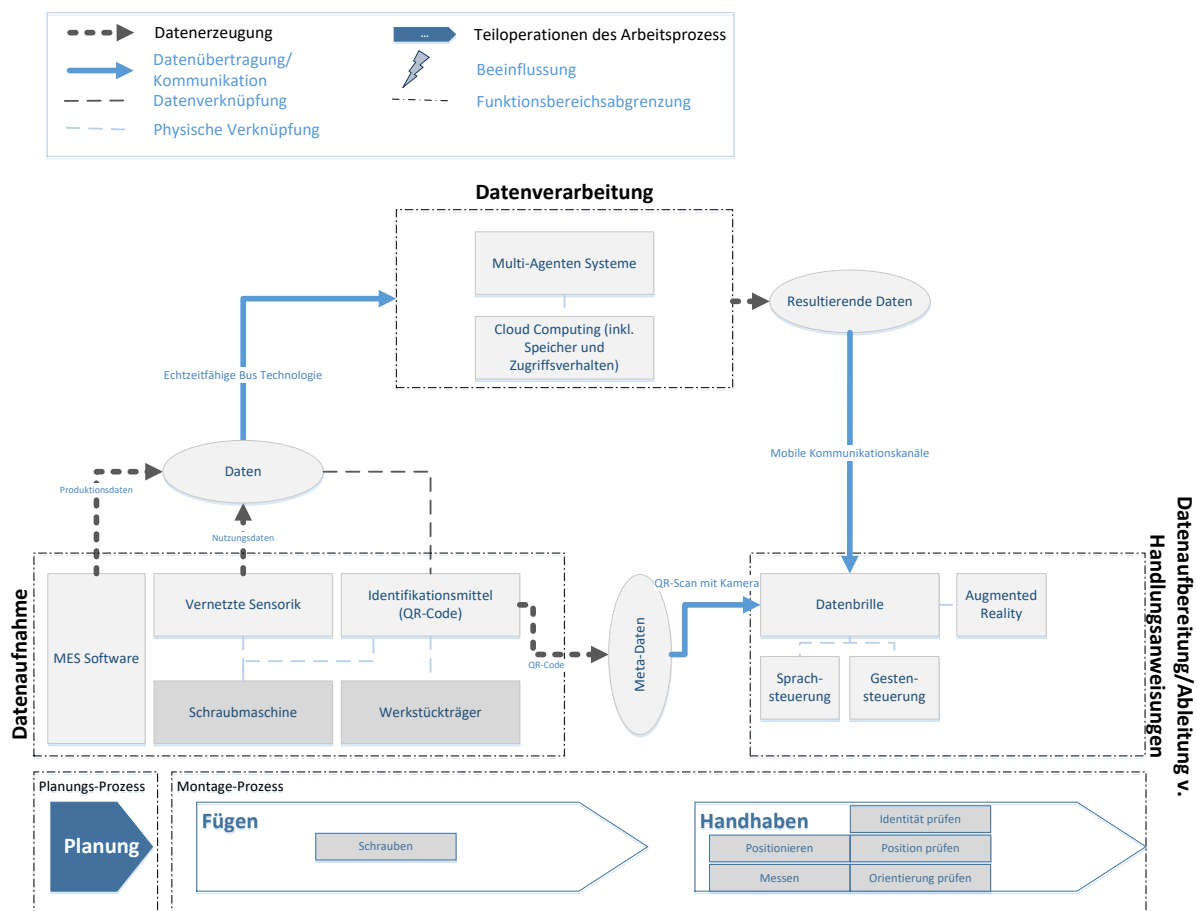 Datenerzeugung
Datenübertragung/
Kommunikation
Datenverknüpfung
Physische Verknüpfung
...
Teiloperationen des Arbeitsprozess
Beeinflussung
Funktionsbereichsabgrenzung
Datenverarbeitung
Multi-Agenten Systeme
Cloud Computing (inkl.
Speicher und
Zugriffsverhalten)
Resultierende Daten
Echtzeitfähige Bus Technologie
Mobile Kommunikationskanäle
Daten
Produktionsdaten
Nutzungsdaten
Datenaufnahme
MES Software
Vernetzte Sensorik
Identifikationsmittel
(QR-Code)
Schraubmaschine
Werkstückträger
QR-Code
Meta-Daten
QR-Scan mit Kamera
Datenbrille
Augmented
Reality
Sprach-
steuerung
Gesten-
steuerung
Datenaufbereitung/Ableitung v.
Handlungsanweisungen
Planungs-Prozess
Planung
Montage-Prozess
Fügen
Schrauben
Handhaben
Identität prüfen
Positionieren
Position prüfen
Messen
Orientierung prüfen